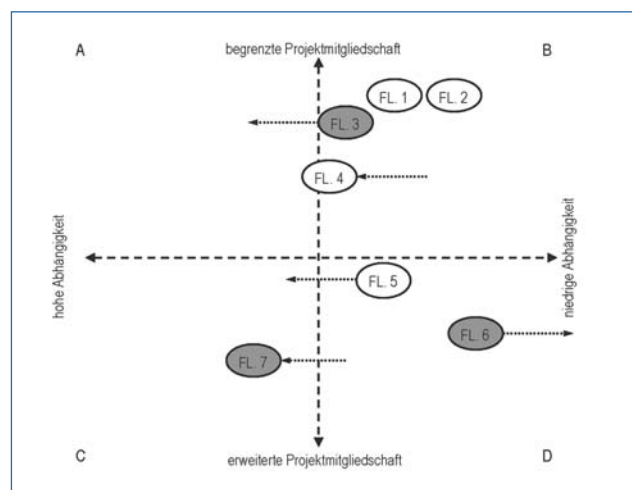 A
begrenzte Projektmitgliedschaft
B
FL. 1
FL. 2
FL. 3
FL. 4
hohe Abhängigkeit
niedrige Abhängigkeit
FL. 5
FL. 6
FL. 7
C
erweiterte Projektmitgliedschaft
D